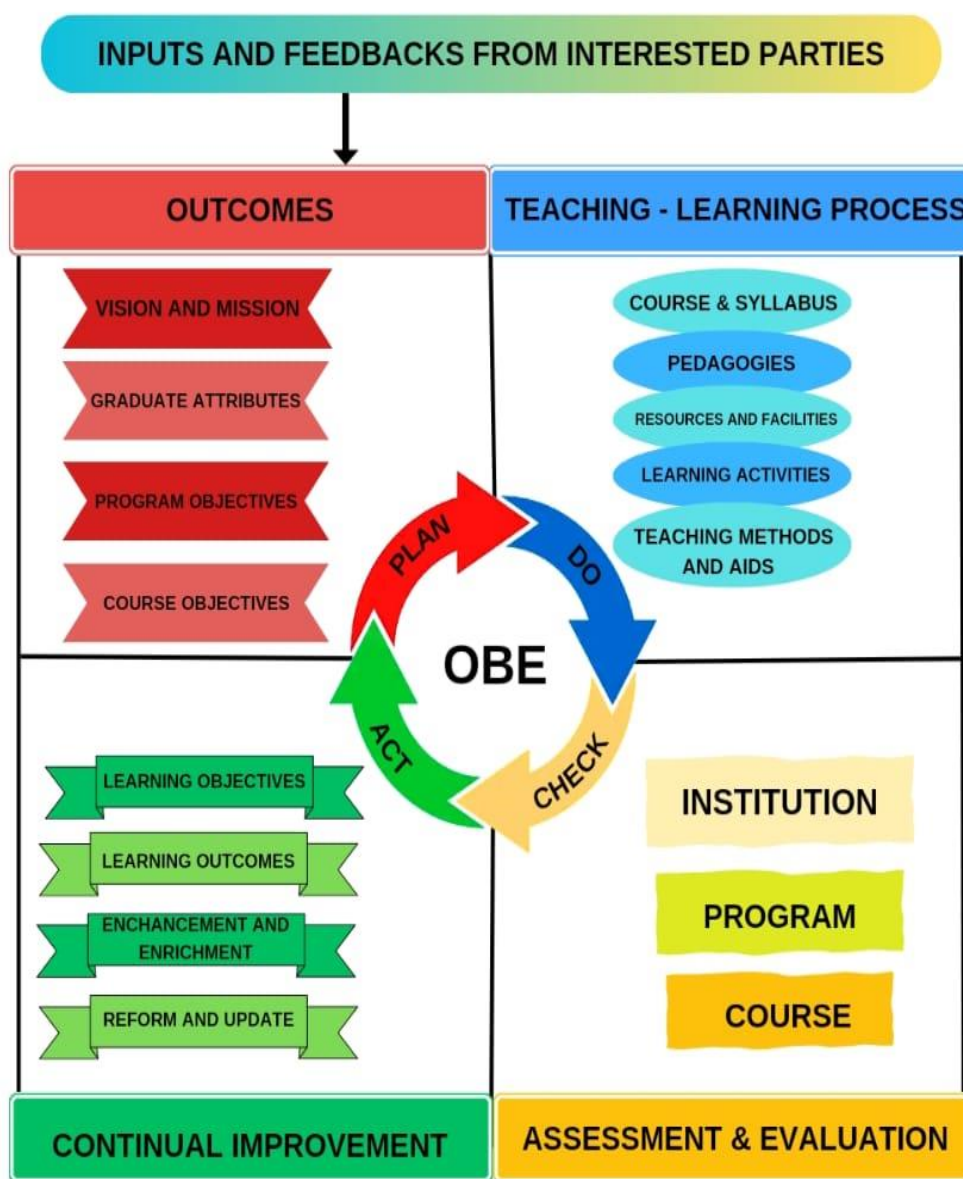 INPUTS AND FEEDBACKS FROM INTERESTED PARTIES
OUTCOMES
VISION AND MISSION
GRADUATE ATTRIBUTES
PROGRAM OBJECTIVES
COURSE OBJECTIVES
TEACHING - LEARNING PROCESS
COURSE & SYLLABUS
PEDAGOGIES
RESOURCES AND FACILITIES
LEARNING ACTIVITIES
TEACHING METHODS
AND AIDS
PLAN
DO
CHECK
ACT
OBE
LEARNING OBJECTIVES
LEARNING OUTCOMES
ENCHANCEMENT AND
ENRICHMENT
REFORM AND UPDATE
CONTINUAL IMPROVEMENT
INSTITUTION
PROGRAM
COURSE
ASSESSMENT & EVALUATION